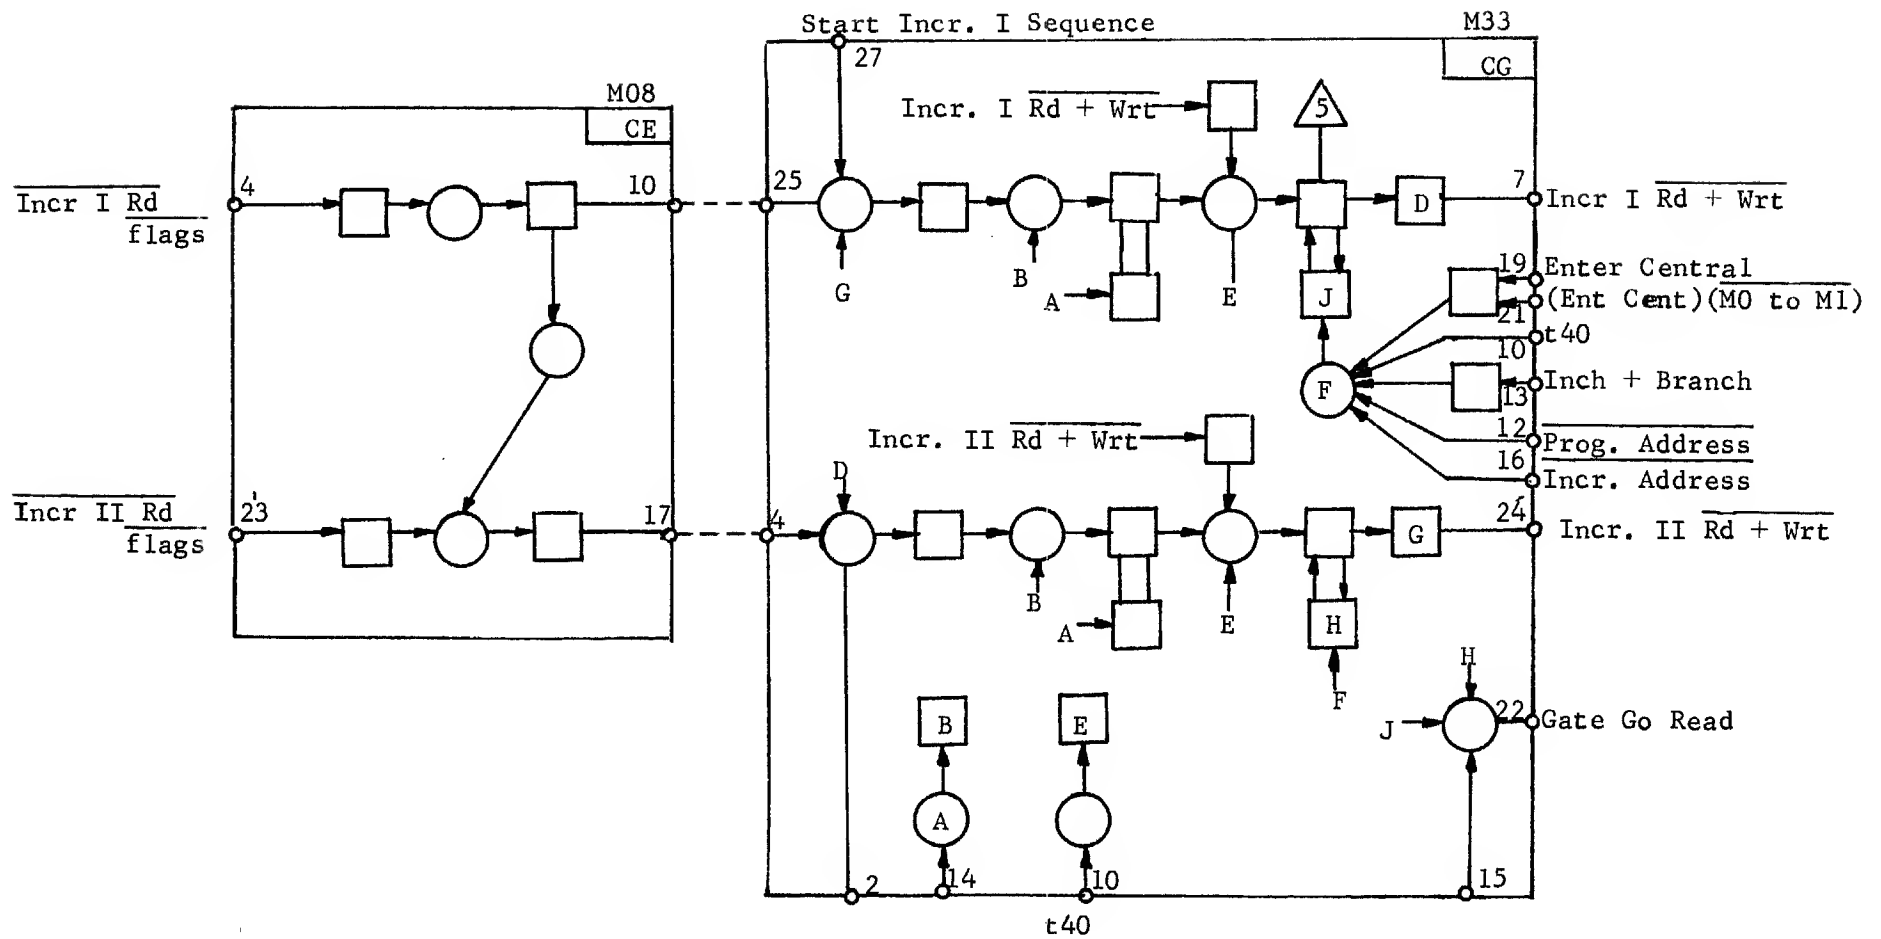 Start Incr. I Sequence
M33
27
CG
M08
CE
Incr. I Rd + Wrt
5
Incr I Rd
flags
4
10
25
D
7
Incr I Rd + Wrt
G
B
A
E
J
19
Enter Central
(Ent Cent)(M0 to M1)
21
t40
10
F
Inch + Branch
13
Incr. II Rd + Wrt
12
Prog. Address
D
16
Incr. Address
Incr II Rd
flags
23
17
4
G
24
Incr. II Rd + Wrt
B
A
E
H
F
H
B
E
J
22
Gate Go Read
A
2
14
10
15
t40